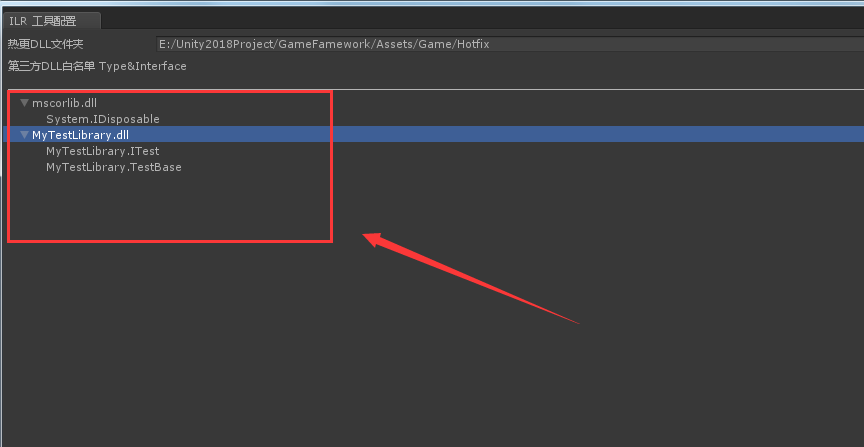 ILR 工具配置
热更DLL文件夹 E:/Unity2018Project/GameFamework/Assets/Game/Hotfix
第三方DLL白名单 Type&Interface
mscorlib.dll
System.IDisposable
MyTestLibrary.dll
MyTestLibrary.ITest
MyTestLibrary.TestBase